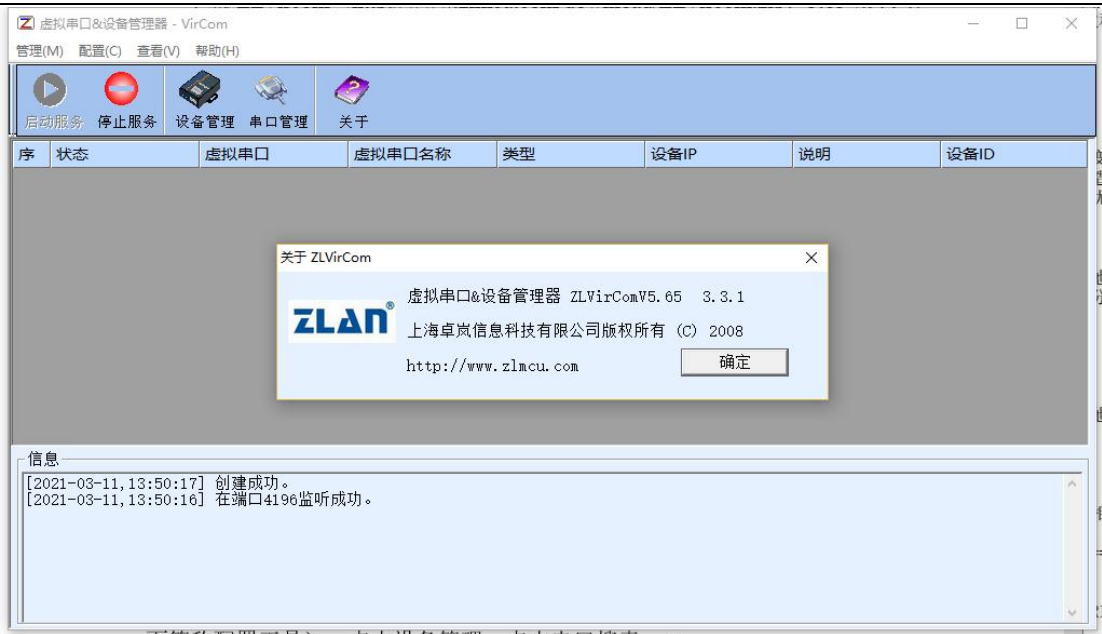 虚拟串口&设备管理器 - VirCom
管理(M) 配置(C) 查看(V) 帮助(H)
启动服务 停止服务 设备管理 串口管理 关于
序 状态 虚拟串口 虚拟串口名称 类型 设备IP 说明 设备ID
关于 ZLVirCom
虚拟串口&设备管理器 ZLVirComV5.65 3.3.1
ZLAN®
上海卓岚信息科技有限公司版权所有 (C) 2008
http://www.zlmcu.com
确定
信息
[2021-03-11,13:50:17] 创建成功。
[2021-03-11,13:50:16] 在端口4196监听成功。